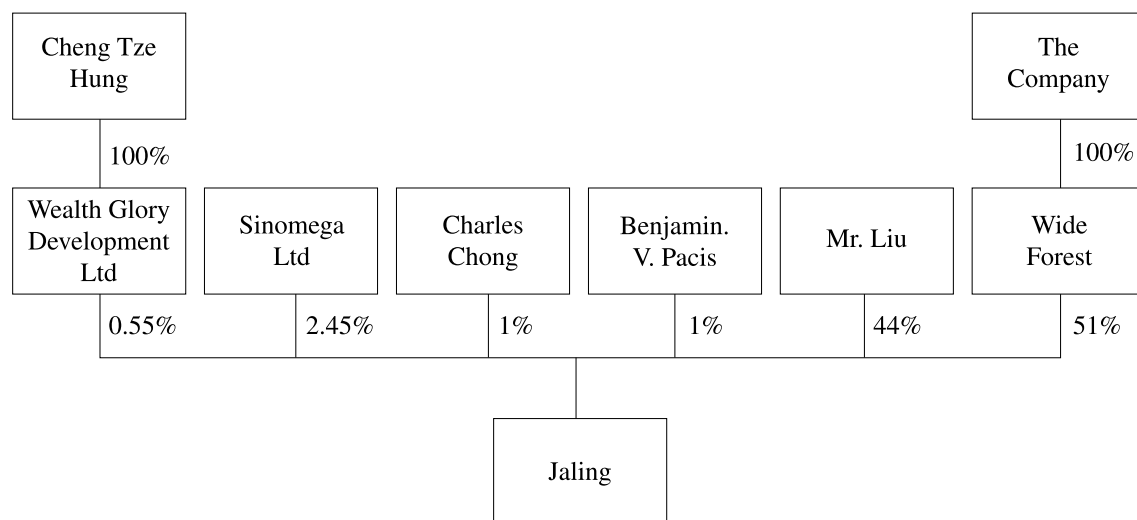 Cheng Tze
Hung
The
Company
100%
100%
Wealth Glory
Development
Ltd
Sinomega
Ltd
Charles
Chong
Benjamin.
V. Pacis
Mr. Liu
Wide
Forest
0.55%
2.45%
1%
1%
44%
51%
Jaling